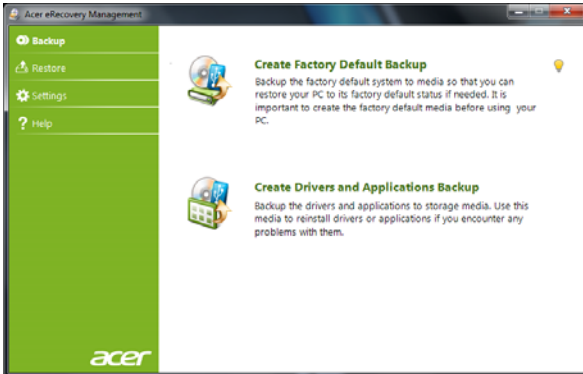 Acer eRecovery Management
Backup
Restore
Settings
? Help
Create Factory Default Backup
Backup the factory default system to media so that you can
restore your PC to its factory default status if needed. It is
important to create the factory default media before using your
PC.
Create Drivers and Applications Backup
Backup the drivers and applications to storage media. Use this
media to reinstall drivers or applications if you encounter any
problems with them.
acer